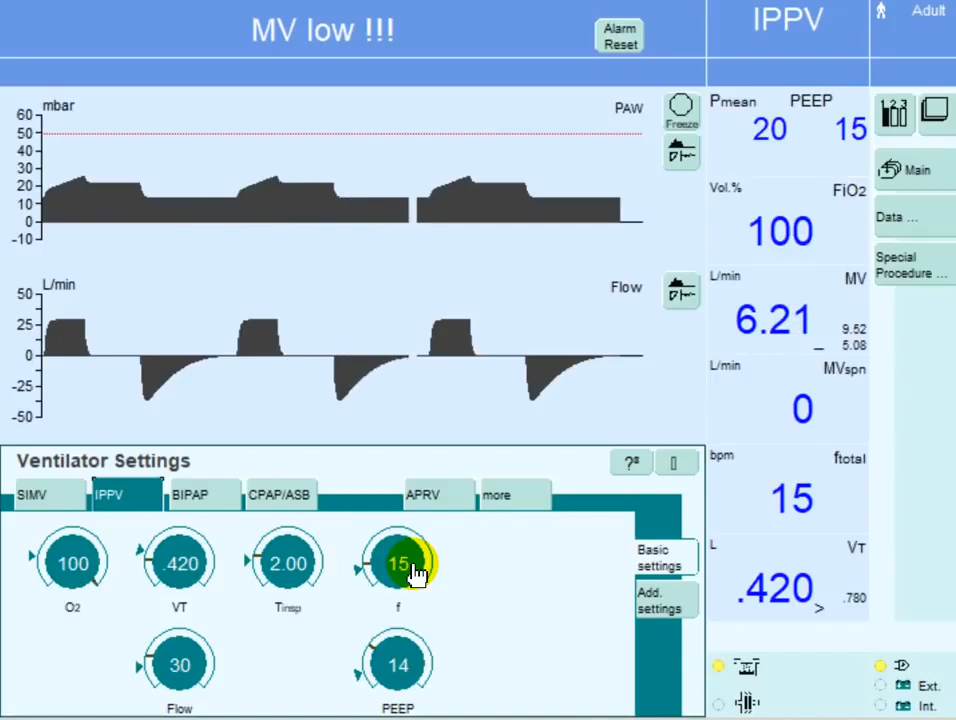 MV low !!!
Alarm
Reset
IPPV
Adult
mbar
PAW
60
50
40
30
20
10
0
-10
Freeze
L/min
Flow
50
25
0
-25
-50
Pmean PEEP
20 15
Vol.% FiO2
100
L/min MV
6.21 9.52
5.08
L/min MVspn
0
bpm ftotal
15
L VT
.420 .780
>
1 2 3
Main
Data ...
Special
Procedure ...
Ventilator Settings
?
SIMV IPPV BIPAP CPAP/ASB APRV more
100 .420 2.00 15
O2 VT Tinsp f
30 14
Flow PEEP
Basic
settings
Add.
settings
Ext.
Int.